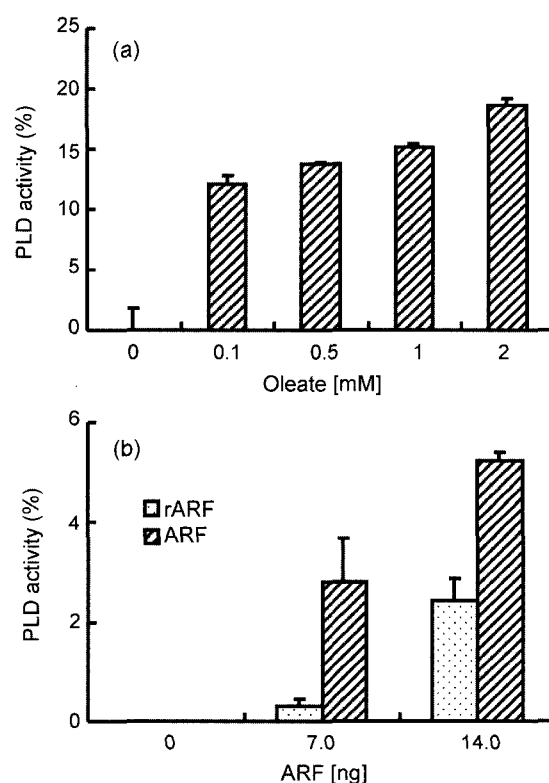 (a)
PLD activity (%)
25
20
15
10
5
0
0 0.1 0.5 1 2
Oleate [mM]
(b)
PLD activity (%)
6
4
2
0
rARF
ARF
0 7.0 14.0
ARF [ng]